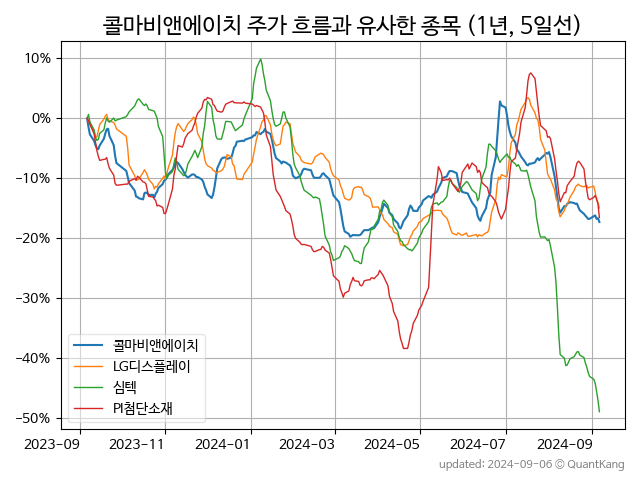 콜마비앤에이치 주가 흐름과 유사한 종목 (1년, 5일선)
10%
0%
−10%
−20%
−30%
−40%
−50%
콜마비앤에이치
LG디스플레이
심텍
PI첨단소재
2023-09
2023-11
2024-01
2024-03
2024-05
2024-07
2024-09
updated: 2024-09-06 © QuantKang